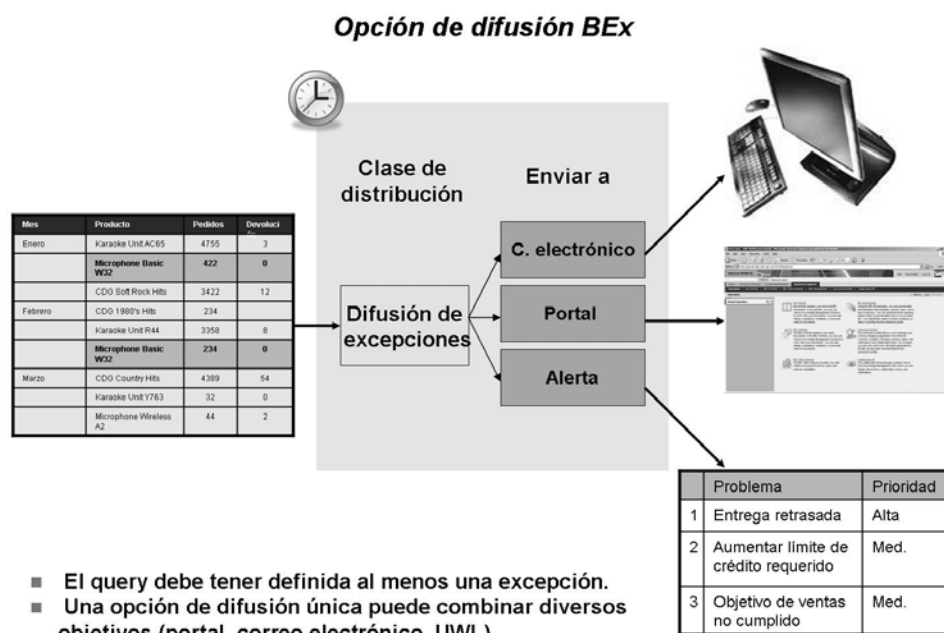 Opción de difusión BEx
Clase de
distribución
Enviar a
Mes Producto Pedidos Devoluci
Enero Karaoke Unit AC65 4755 3
Microphone Basic 422 0
W32
CDG Soft Rock Hits 3422 12
Febrero CDG 1980's Hits 234
Karaoke Unit R44 3358 8
Microphone Basic 234 0
W32
Marzo CDG Country Hits 4389 54
Karaoke Unit Y763 32 0
Microphone Wireless 44 2
A2
Difusión de
excepciones
C. electrónico
Portal
Alerta
Problema Prioridad
1 Entrega retrasada Alta
2 Aumentar límite de Med.
crédito requerido
3 Objetivo de ventas Med.
no cumplido
El query debe tener definida al menos una excepción.
Una opción de difusión única puede combinar diversos
objetivos (portal, correo electrónico, UWL)